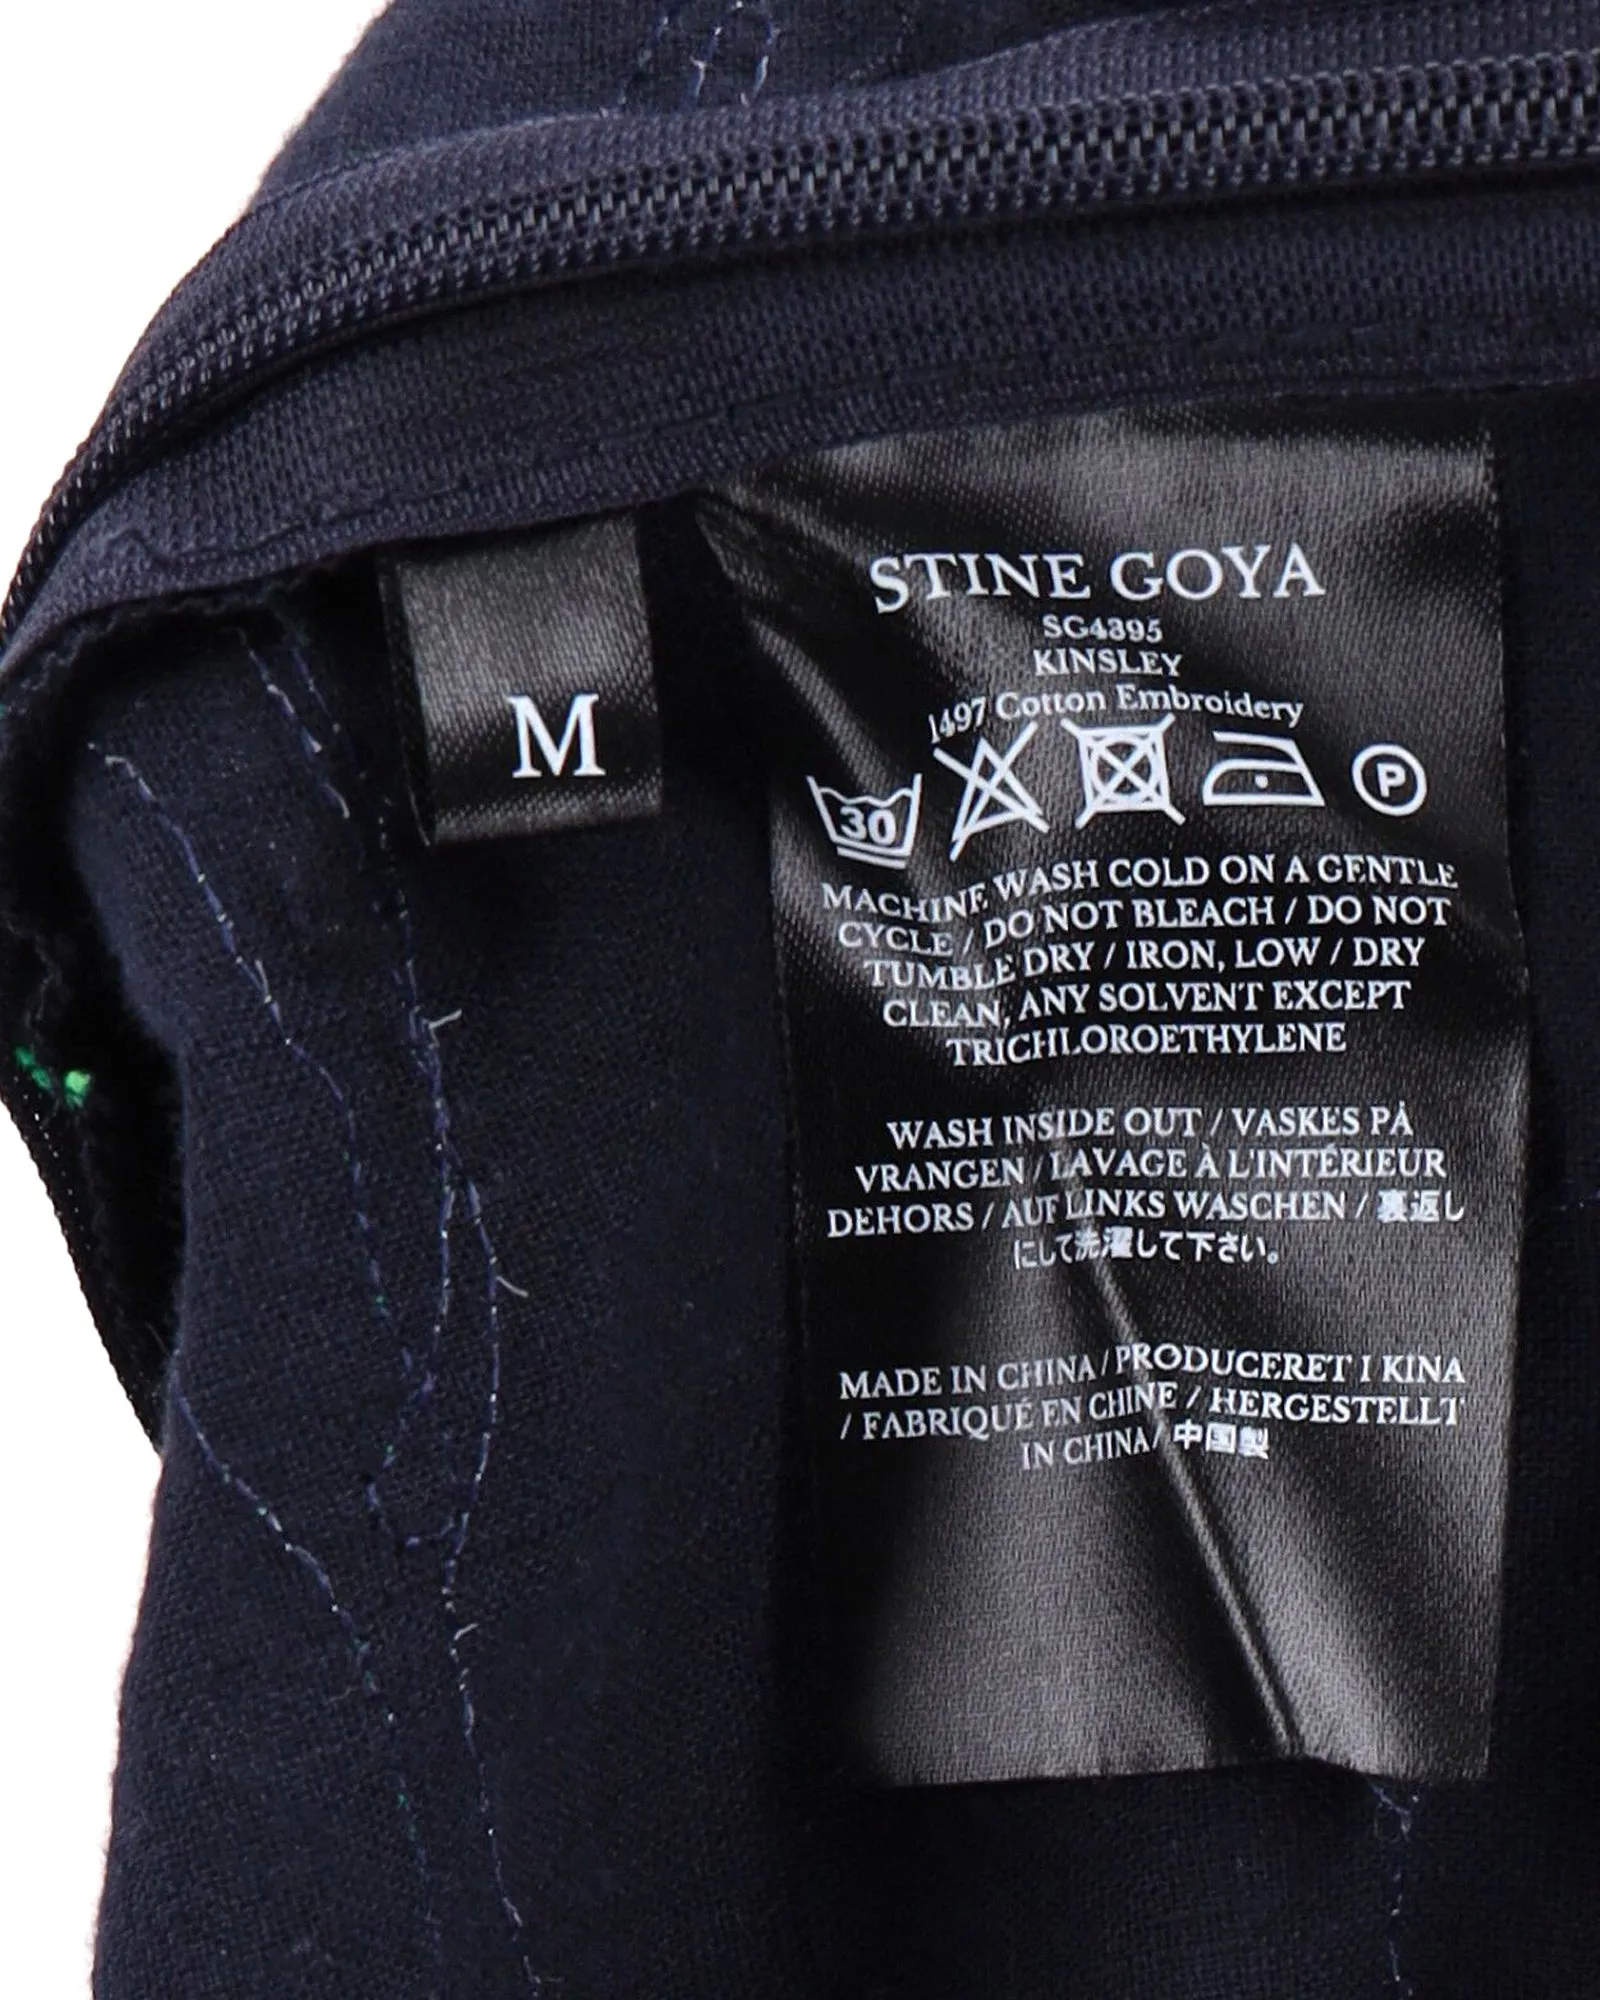 M
STINE GOYA
SG4395
KINSLEY
1497 Cotton Embroidery
30
P
MACHINE WASH COLD ON A GENTLE
CYCLE / DO NOT BLEACH / DO NOT
TUMBLE DRY / IRON, LOW / DRY
CLEAN, ANY SOLVENT EXCEPT
TRICHLOROETHYLENE
WASH INSIDE OUT / VASKES PÅ
VRANGEN / LAVAGE À L'INTÉRIEUR
DEHORS / AUF LINKS WASCHEN / 裏返し
にして洗濯して下さい。
MADE IN CHINA / PRODUCERET I KINA
/ FABRIQUÉ EN CHINE / HERGESTELLT
IN CHINA / 中国製